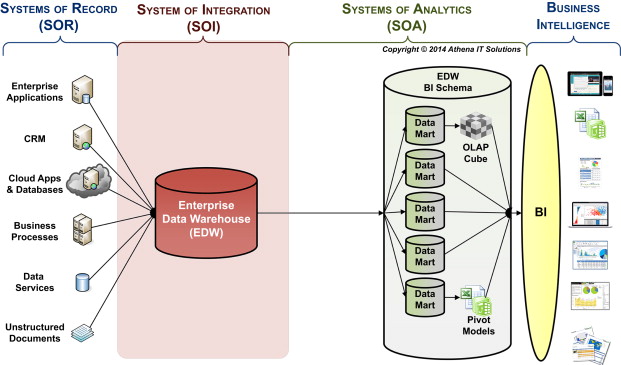 SYSTEMS OF RECORD
(SOR)
SYSTEM OF INTEGRATION
(SOI)
SYSTEMS OF ANALYTICS
(SOA)
BUSINESS
INTELLIGENCE
Copyright © 2014 Athena IT Solutions
Enterprise
Applications
CRM
Cloud Apps
& Databases
Business
Processes
Data
Services
Unstructured
Documents
Enterprise
Data Warehouse
(EDW)
EDW
BI Schema
Data
Mart
OLAP
Cube
Data
Mart
Data
Mart
Data
Mart
Data
Mart
Pivot
Models
BI